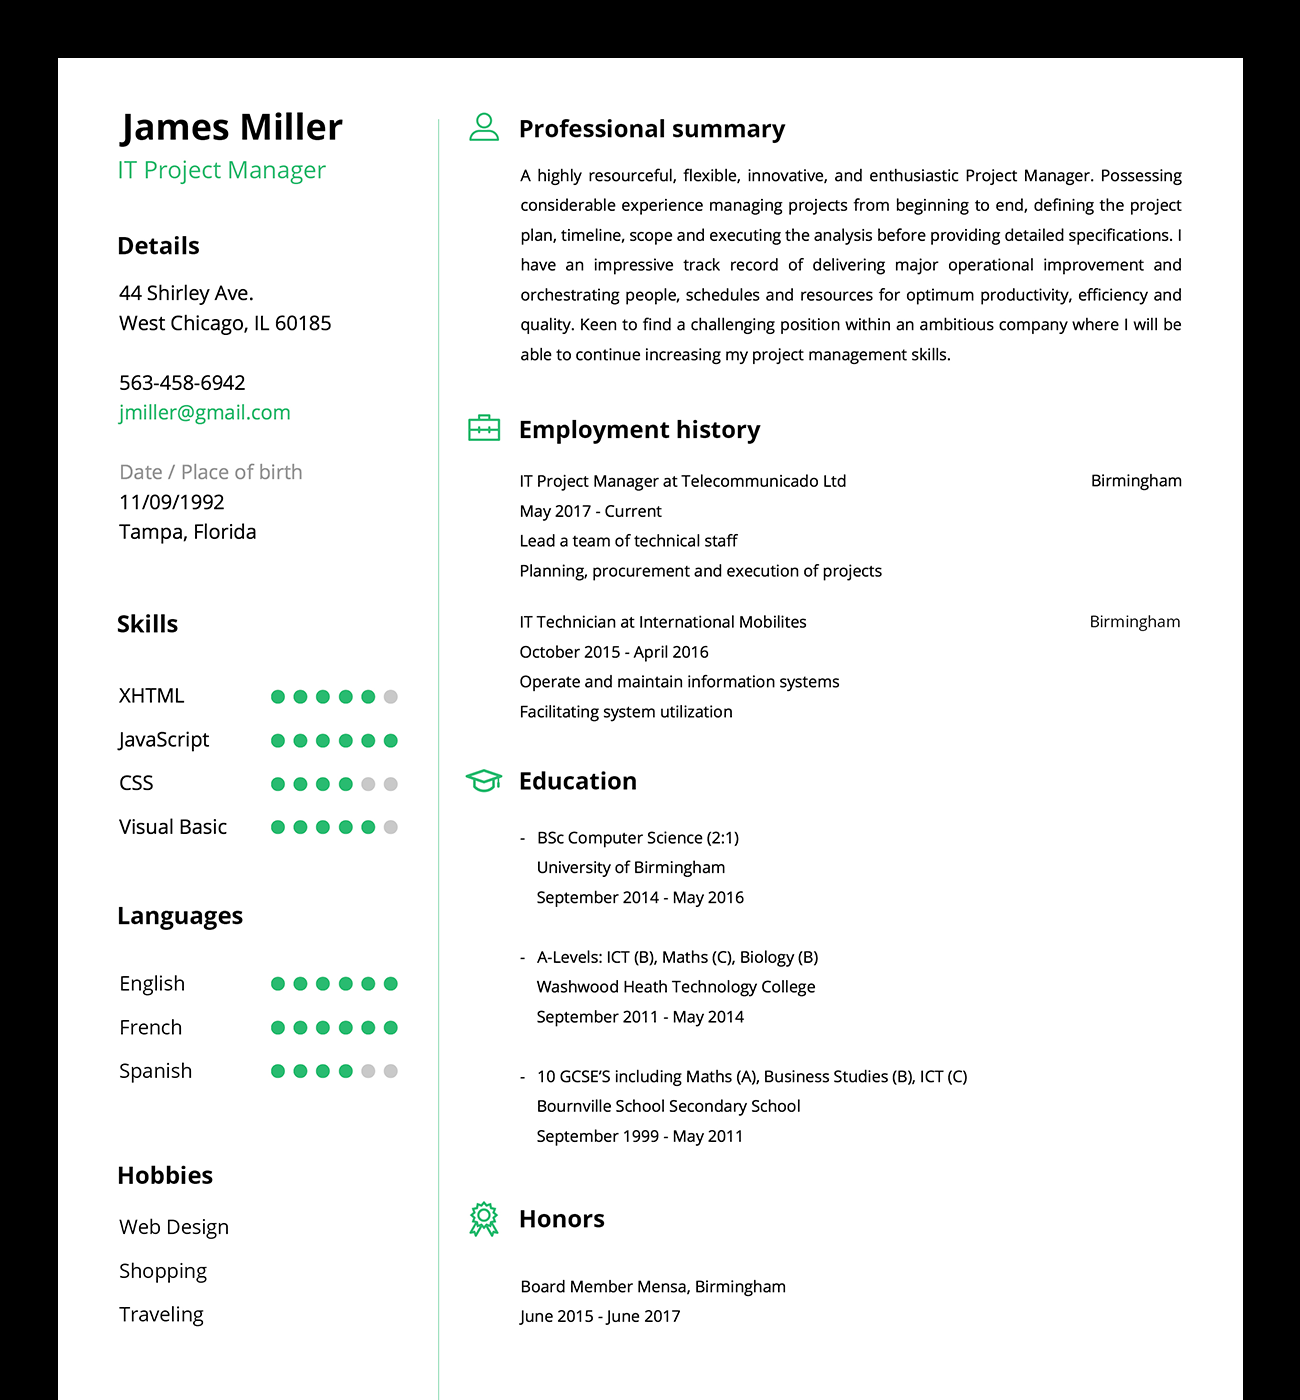 James Miller
IT Project Manager
Details
44 Shirley Ave.
West Chicago, IL 60185
563-458-6942
jmiller@gmail.com
Date / Place of birth
11/09/1992
Tampa, Florida
Skills
XHTML
JavaScript
CSS
Visual Basic
Languages
English
French
Spanish
Hobbies
Web Design
Shopping
Traveling
Professional summary
A highly resourceful, flexible, innovative, and enthusiastic Project Manager. Possessing
considerable experience managing projects from beginning to end, defining the project
plan, timeline, scope and executing the analysis before providing detailed specifications. I
have an impressive track record of delivering major operational improvement and
orchestrating people, schedules and resources for optimum productivity, efficiency and
quality. Keen to find a challenging position within an ambitious company where I will be
able to continue increasing my project management skills.
Employment history
IT Project Manager at Telecommunicado Ltd Birmingham
May 2017 - Current
Lead a team of technical staff
Planning, procurement and execution of projects
IT Technician at International Mobilites Birmingham
October 2015 - April 2016
Operate and maintain information systems
Facilitating system utilization
Education
- BSc Computer Science (2:1)
University of Birmingham
September 2014 - May 2016
- A-Levels: ICT (B), Maths (C), Biology (B)
Washwood Heath Technology College
September 2011 - May 2014
- 10 GCSE’S including Maths (A), Business Studies (B), ICT (C)
Bournville School Secondary School
September 1999 - May 2011
Honors
Board Member Mensa, Birmingham
June 2015 - June 2017